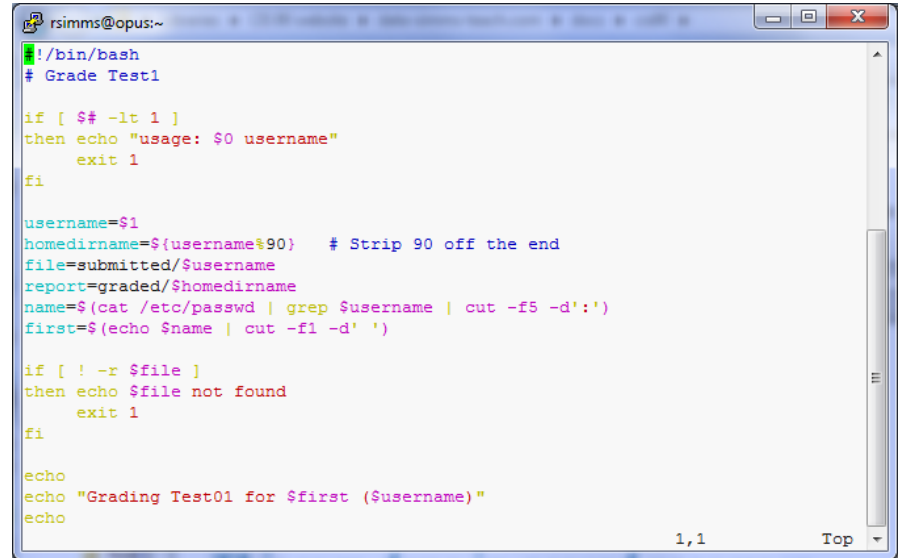 rsimms@opus:~
#!/bin/bash
# Grade Test1
if [ $# -lt 1 ]
then echo "usage: $0 username"
     exit 1
fi
username=$1
homedirname=${username%90}   # Strip 90 off the end
file=submitted/$username
report=graded/$homedirname
name=$(cat /etc/passwd | grep $username | cut -f5 -d':')
first=$(echo $name | cut -f1 -d' ')
if [ ! -r $file ]
then echo $file not found
     exit 1
fi
echo
echo "Grading Test01 for $first ($username)"
echo
1,1 Top